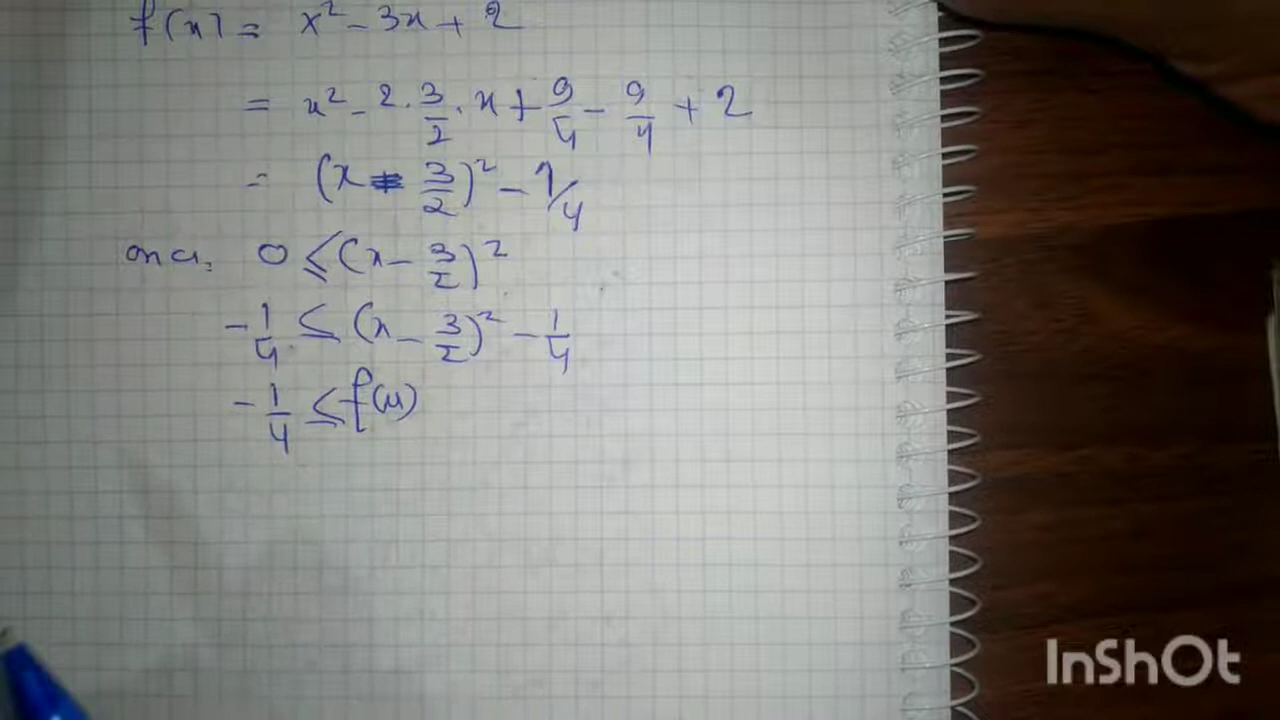 f(x) = x² - 3x + 2
= x² - 2 · 3/2 · x + 9/4 - 9/4 + 2
= (x - 3/2)² - 1/4
on a, 0 ≤ (x - 3/2)²
-1/4 ≤ (x - 3/2)² - 1/4
-1/4 ≤ f(x)
InShOt